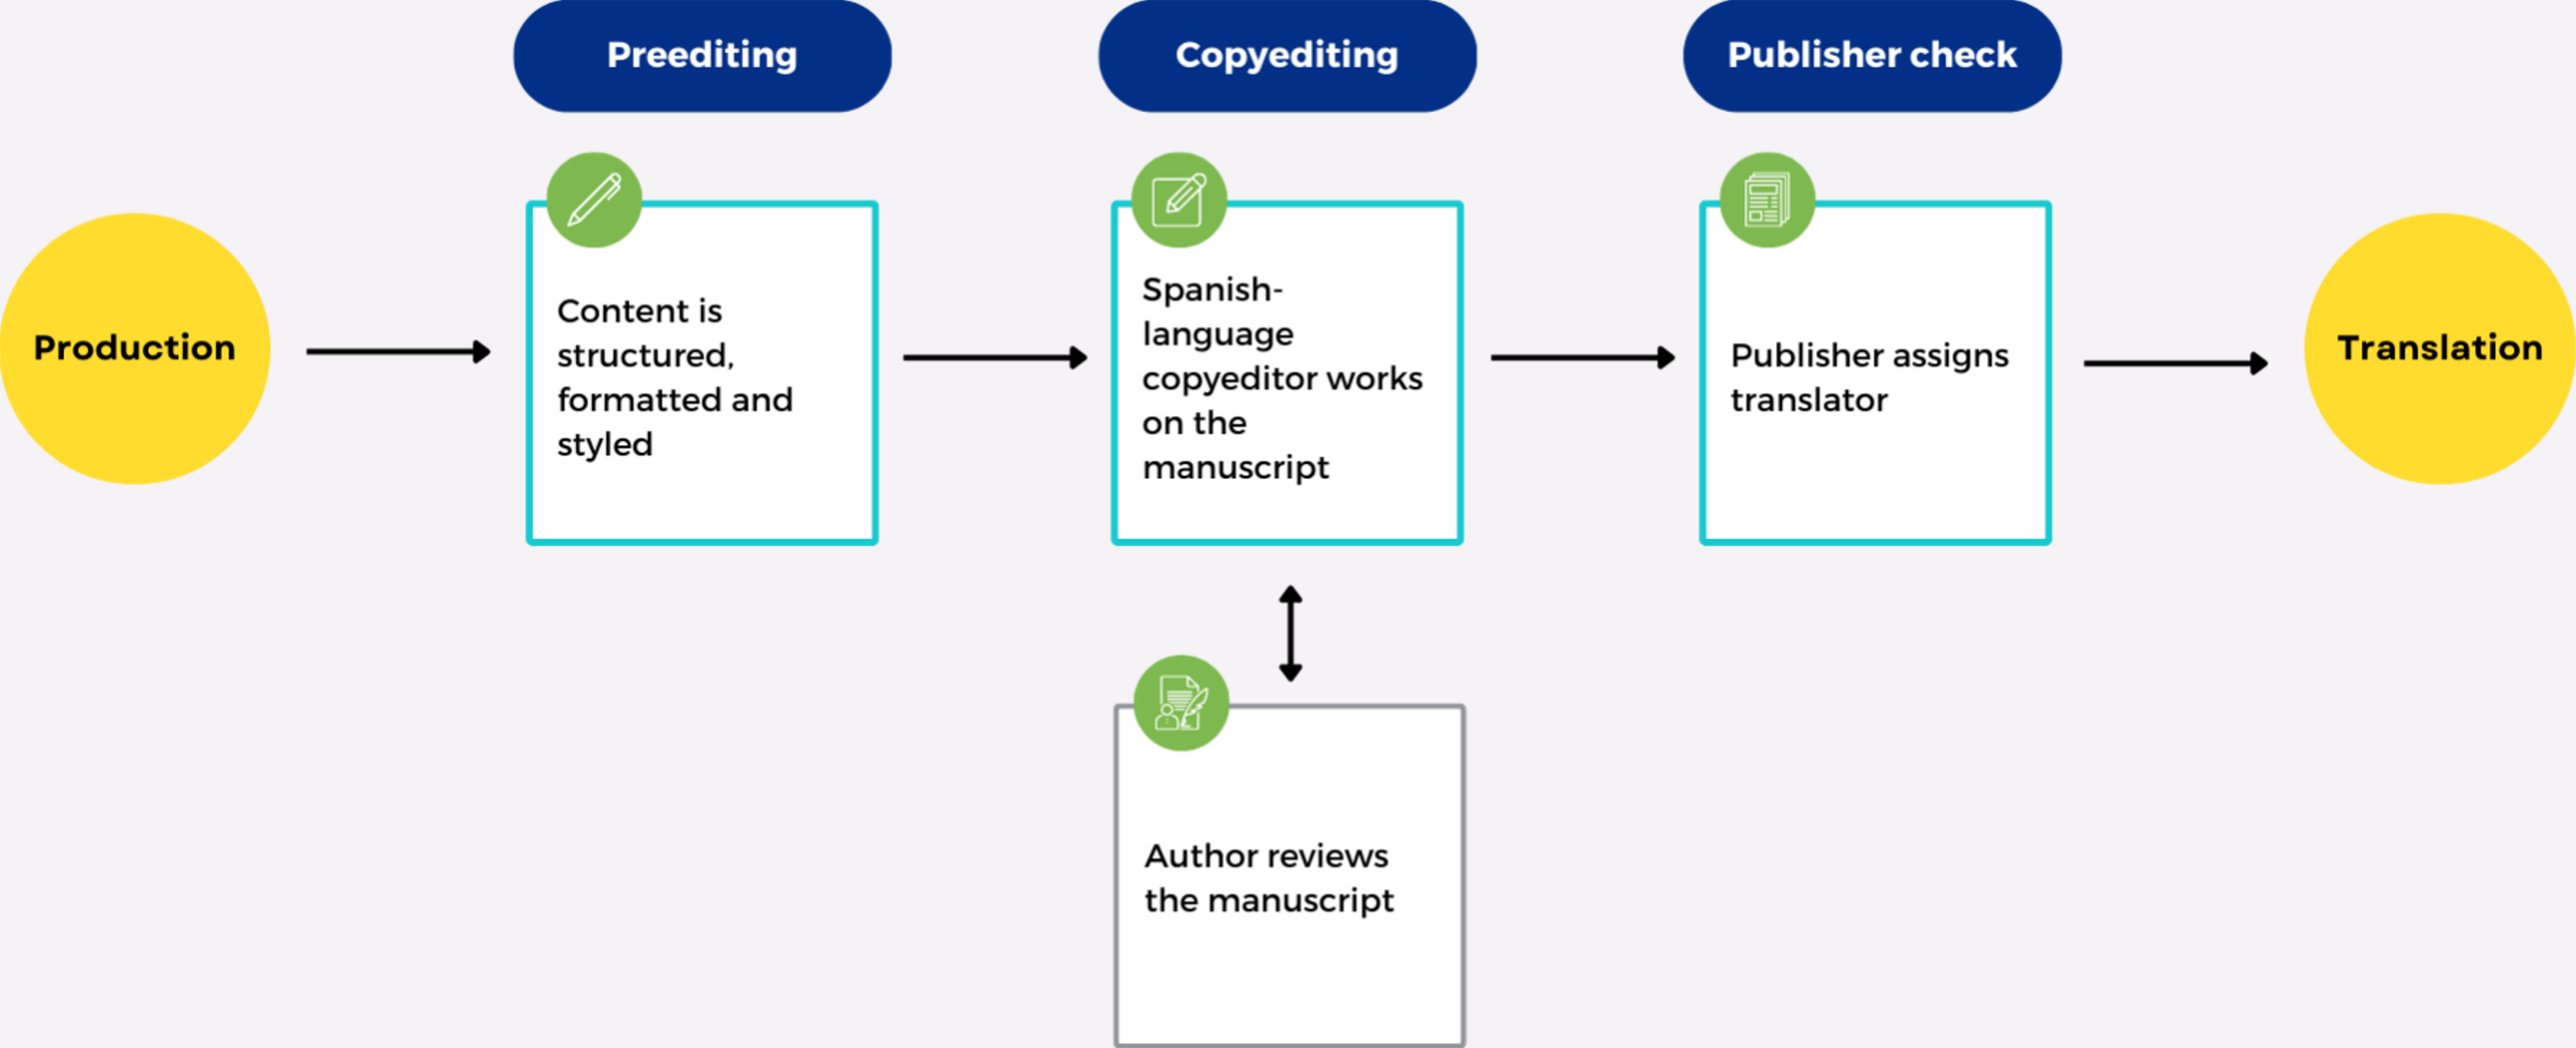 Preediting
Copyediting
Publisher check
Production
Content is
structured,
formatted and
styled
Spanish-
language
copyeditor works
on the
manuscript
Publisher assigns
translator
Translation
Author reviews
the manuscript